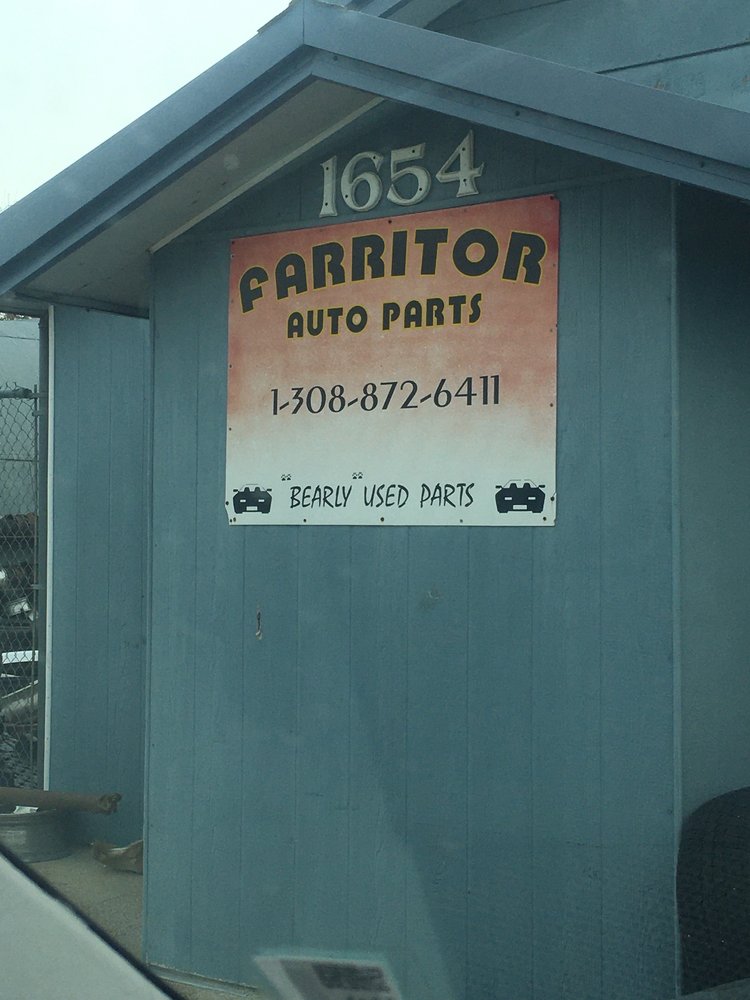 1654
FARRITOR
AUTO PARTS
1-308-872-6411
"BEARLY" USED PARTS